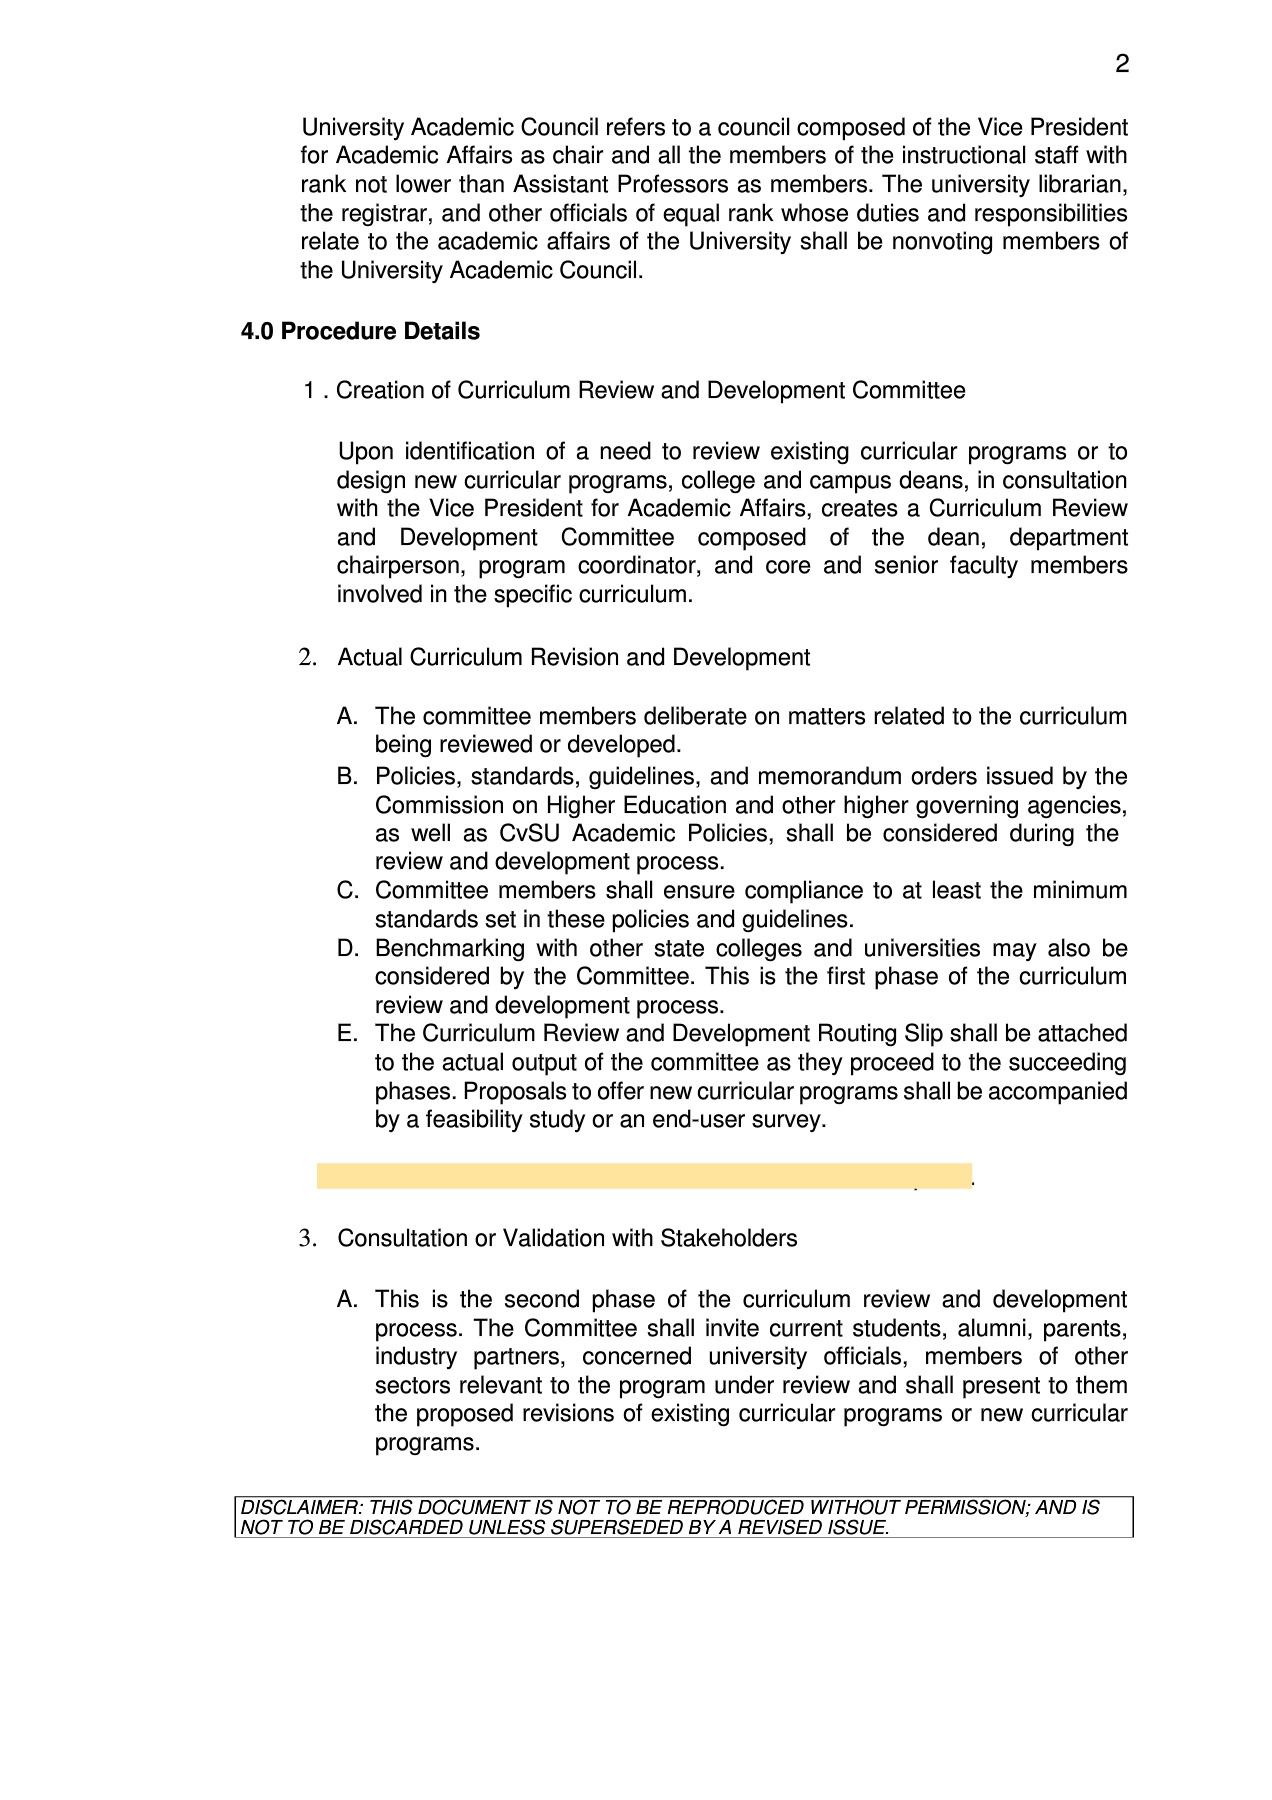 2
University Academic Council refers to a council composed of the Vice President
for Academic Affairs as chair and all the members of the instructional staff with
rank not lower than Assistant Professors as members. The university librarian,
the registrar, and other officials of equal rank whose duties and responsibilities
relate to the academic affairs of the University shall be nonvoting members of
the University Academic Council.
4.0 Procedure Details
1 . Creation of Curriculum Review and Development Committee
Upon identification of a need to review existing curricular programs or to
design new curricular programs, college and campus deans, in consultation
with the Vice President for Academic Affairs, creates a Curriculum Review
and Development Committee composed of the dean, department
chairperson, program coordinator, and core and senior faculty members
involved in the specific curriculum.
2. Actual Curriculum Revision and Development
A. The committee members deliberate on matters related to the curriculum
being reviewed or developed.
B. Policies, standards, guidelines, and memorandum orders issued by the
Commission on Higher Education and other higher governing agencies,
as well as CvSU Academic Policies, shall be considered during the
review and development process.
C. Committee members shall ensure compliance to at least the minimum
standards set in these policies and guidelines.
D. Benchmarking with other state colleges and universities may also be
considered by the Committee. This is the first phase of the curriculum
review and development process.
E. The Curriculum Review and Development Routing Slip shall be attached
to the actual output of the committee as they proceed to the succeeding
phases. Proposals to offer new curricular programs shall be accompanied
by a feasibility study or an end-user survey.
3. Consultation or Validation with Stakeholders
A. This is the second phase of the curriculum review and development
process. The Committee shall invite current students, alumni, parents,
industry partners, concerned university officials, members of other
sectors relevant to the program under review and shall present to them
the proposed revisions of existing curricular programs or new curricular
programs.
DISCLAIMER: THIS DOCUMENT IS NOT TO BE REPRODUCED WITHOUT PERMISSION; AND IS
NOT TO BE DISCARDED UNLESS SUPERSEDED BY A REVISED ISSUE.